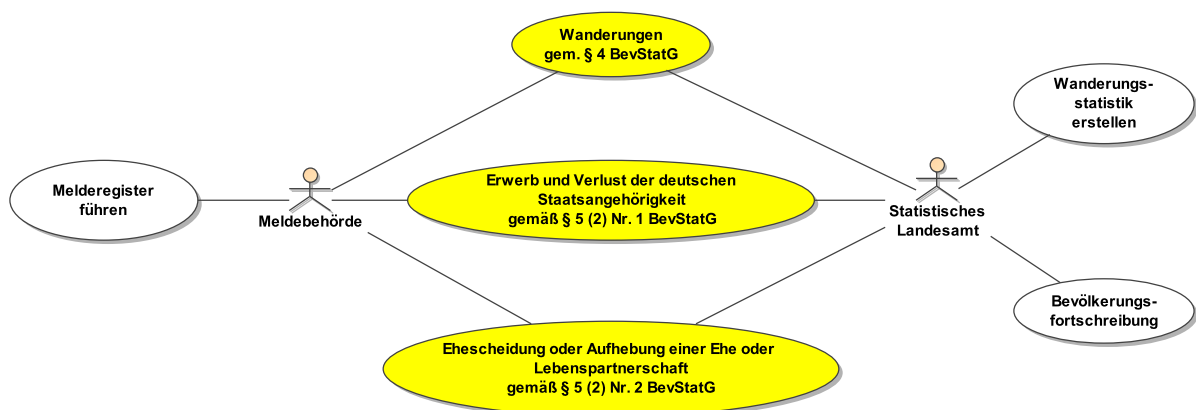 Wanderungen
gem. § 4 BevStatG
Wanderungs-
statistik
erstellen
Melderegister
führen
Meldebehörde
Erwerb und Verlust der deutschen
Staatsangehörigkeit
gemäß § 5 (2) Nr. 1 BevStatG
Statistisches
Landesamt
Bevölkerungs-
fortschreibung
Ehescheidung oder Aufhebung einer Ehe oder
Lebenspartnerschaft
gemäß § 5 (2) Nr. 2 BevStatG